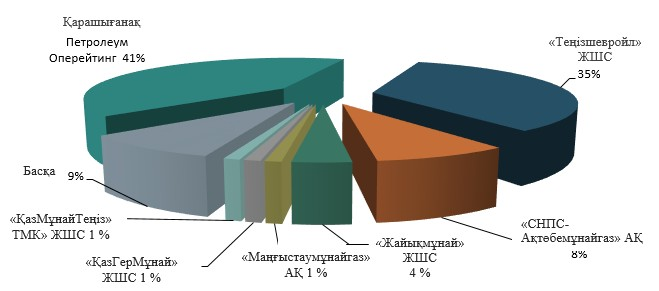 Қарашығанақ
Петролеум
Оперейтинг 41%
«Теңізшевройл»
ЖШС
35%
«СНПС-
Ақтөбемұнайгаз» АҚ
8%
«Жайықмұнай»
ЖШС
4 %
«Маңғыстаумұнайгаз»
АҚ 1 %
«ҚазГерМұнай»
ЖШС 1 %
«ҚазМұнайТеңіз»
ТМК» ЖШС 1 %
Басқа 9%